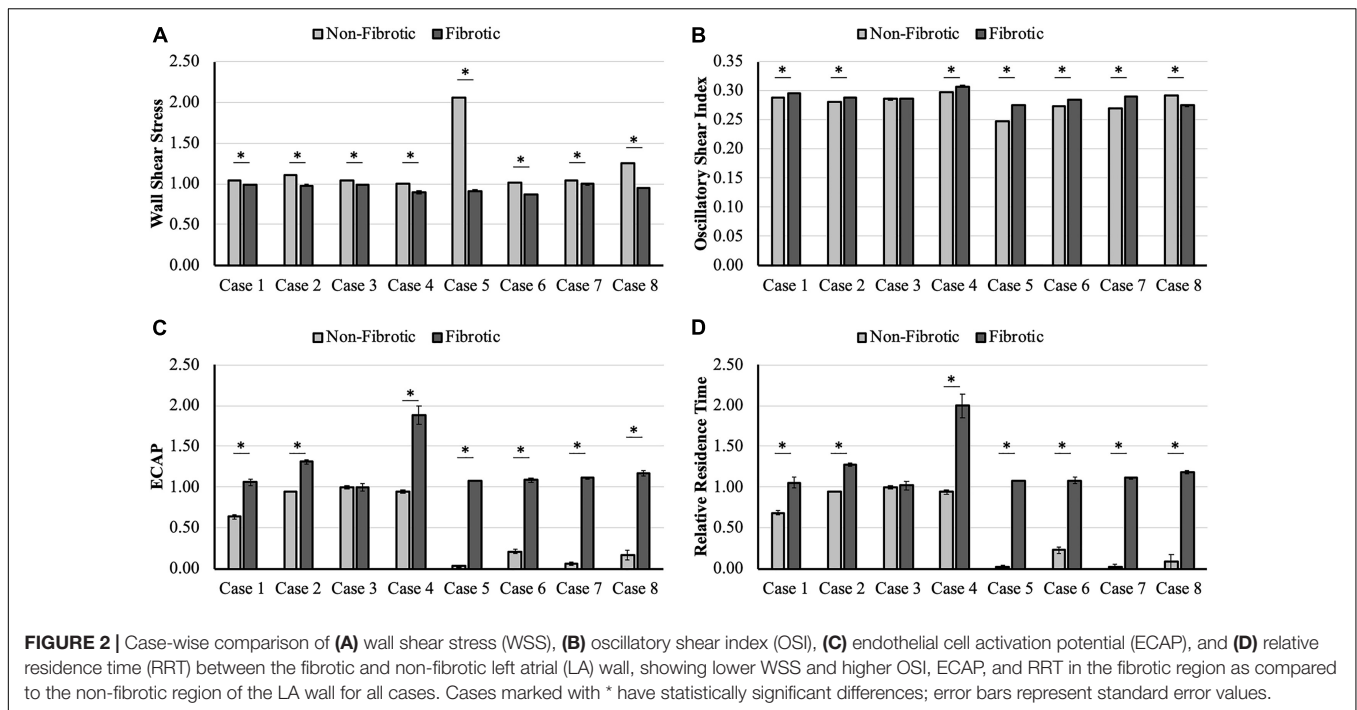 A
Non-Fibrotic Fibrotic
Wall Shear Stress
2.50
2.00
1.50
1.00
0.50
0.00
* * * * * * * *
Case 1 Case 2 Case 3 Case 4 Case 5 Case 6 Case 7 Case 8
B
Non-Fibrotic Fibrotic
Oscillatory Shear Index
0.35
0.30
0.25
0.20
0.15
0.10
0.05
0.00
* * * * * * *
Case 1 Case 2 Case 3 Case 4 Case 5 Case 6 Case 7 Case 8
C
Non-Fibrotic Fibrotic
ECAP
2.50
2.00
1.50
1.00
0.50
0.00
* * * * * * *
Case 1 Case 2 Case 3 Case 4 Case 5 Case 6 Case 7 Case 8
D
Non-Fibrotic Fibrotic
Relative Residence Time
2.50
2.00
1.50
1.00
0.50
0.00
* * * * * * *
Case 1 Case 2 Case 3 Case 4 Case 5 Case 6 Case 7 Case 8
FIGURE 2 | Case-wise comparison of (A) wall shear stress (WSS), (B) oscillatory shear index (OSI), (C) endothelial cell activation potential (ECAP), and (D) relative
residence time (RRT) between the fibrotic and non-fibrotic left atrial (LA) wall, showing lower WSS and higher OSI, ECAP, and RRT in the fibrotic region as compared
to the non-fibrotic region of the LA wall for all cases. Cases marked with * have statistically significant differences; error bars represent standard error values.